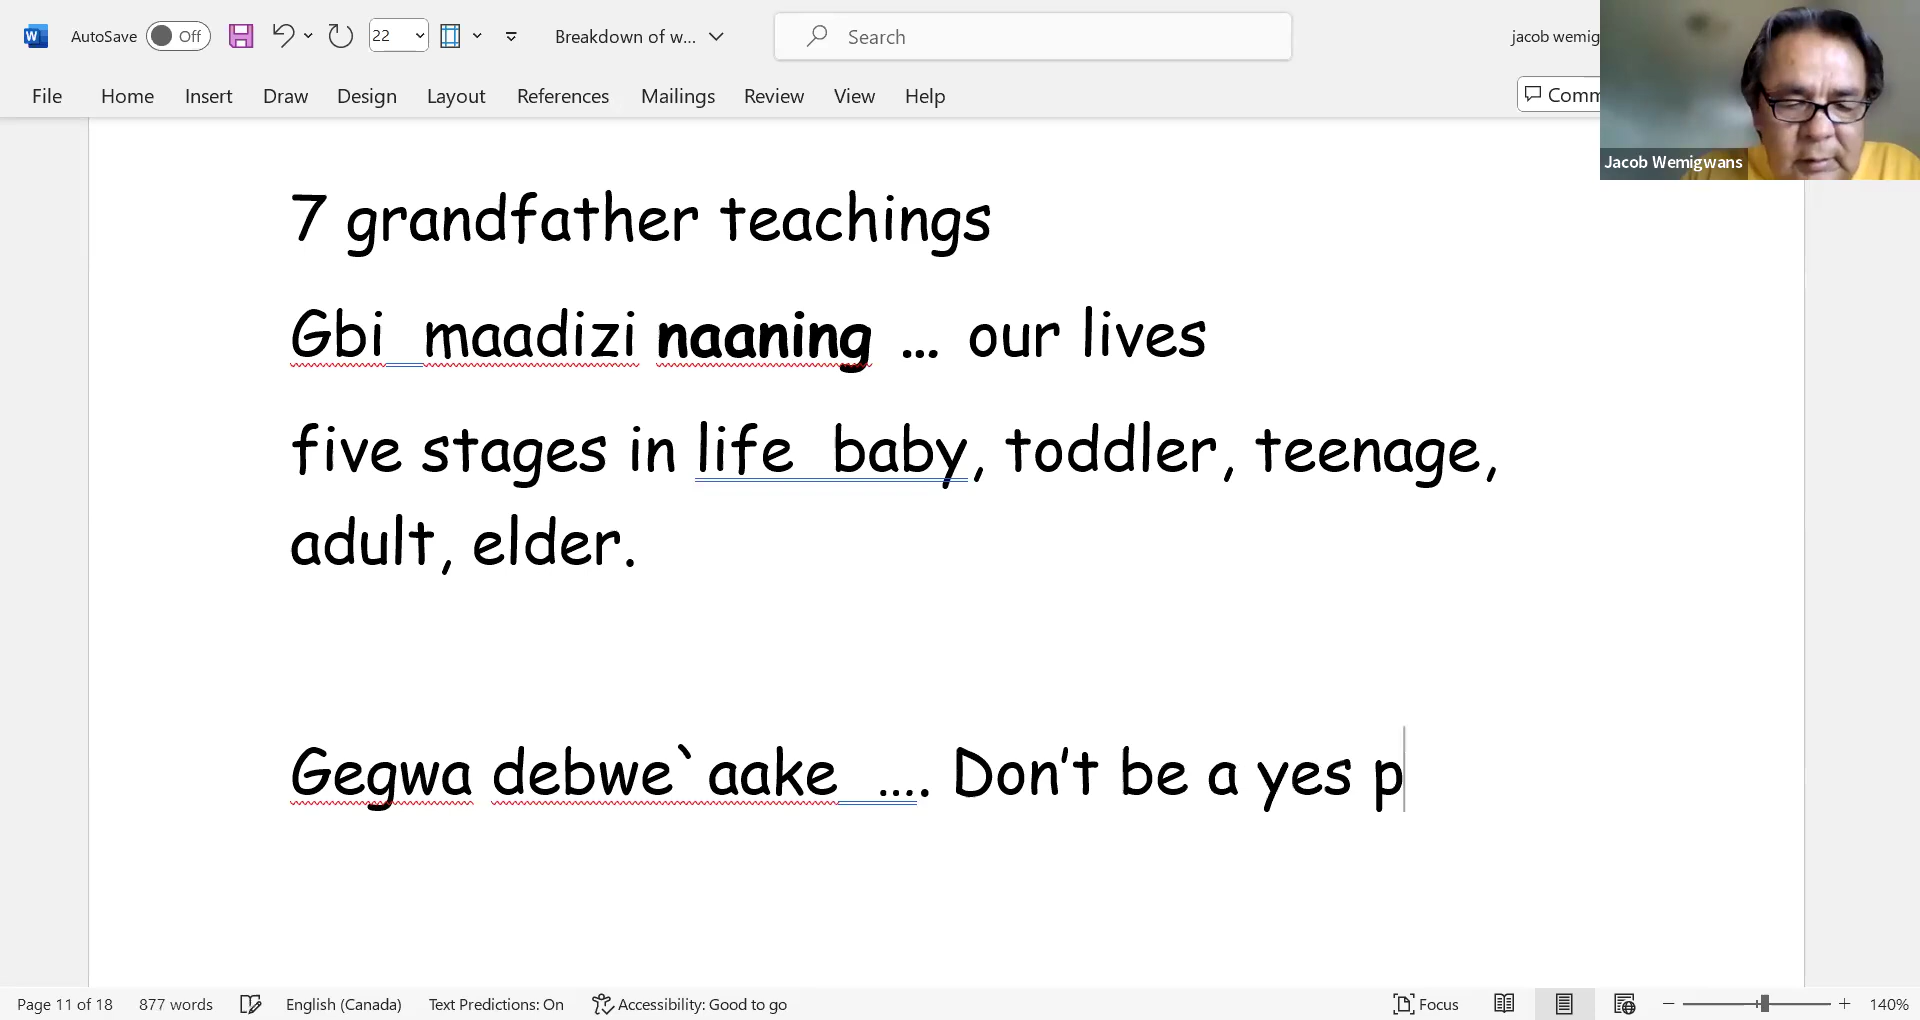 AutoSave Off 22 Breakdown of w... Search jacob wemig
File Home Insert Draw Design Layout References Mailings Review View Help Comm
Jacob Wemigwans
7 grandfather teachings
Gbi  maadizi naaning … our lives
five stages in life  baby, toddler, teenage,
adult, elder.
Gegwa debwe`aake  …. Don’t be a yes p
Page 11 of 18 877 words English (Canada) Text Predictions: On Accessibility: Good to go Focus 140%